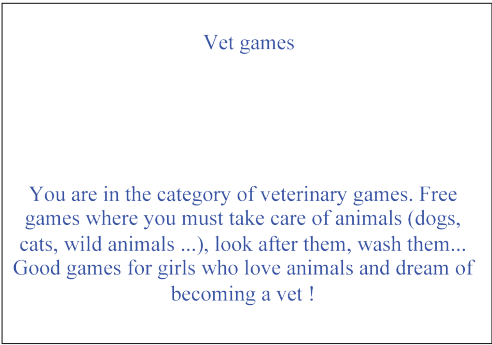 Vet games
You are in the category of veterinary games. Free
games where you must take care of animals (dogs,
cats, wild animals ...), look after them, wash them...
Good games for girls who love animals and dream of
becoming a vet !